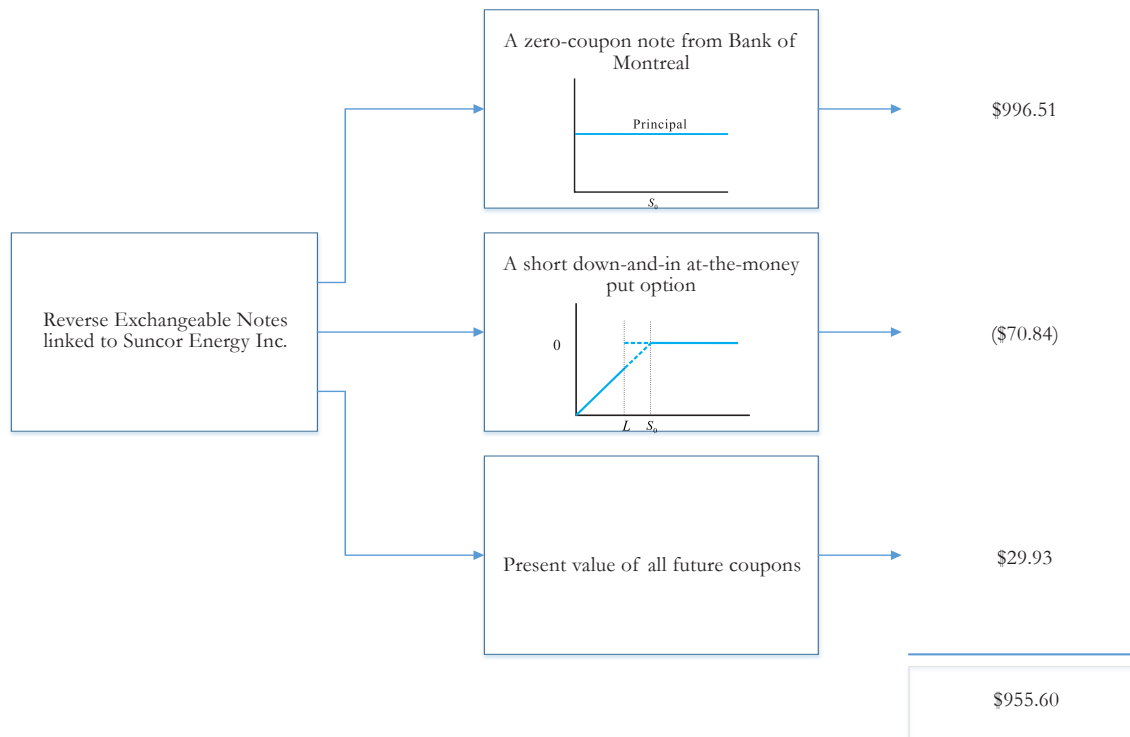 A zero-coupon note from Bank of
Montreal
Principal
S₀
$996.51
Reverse Exchangeable Notes
linked to Suncor Energy Inc.
A short down-and-in at-the-money
put option
0
L S₀
($70.84)
Present value of all future coupons
$29.93
$955.60